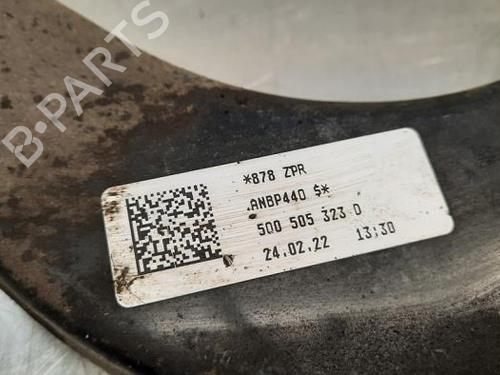 B-PARTS
*878 ZPR
ANBP440 $*
5Q0 505 323 D
24.02.22 13:30